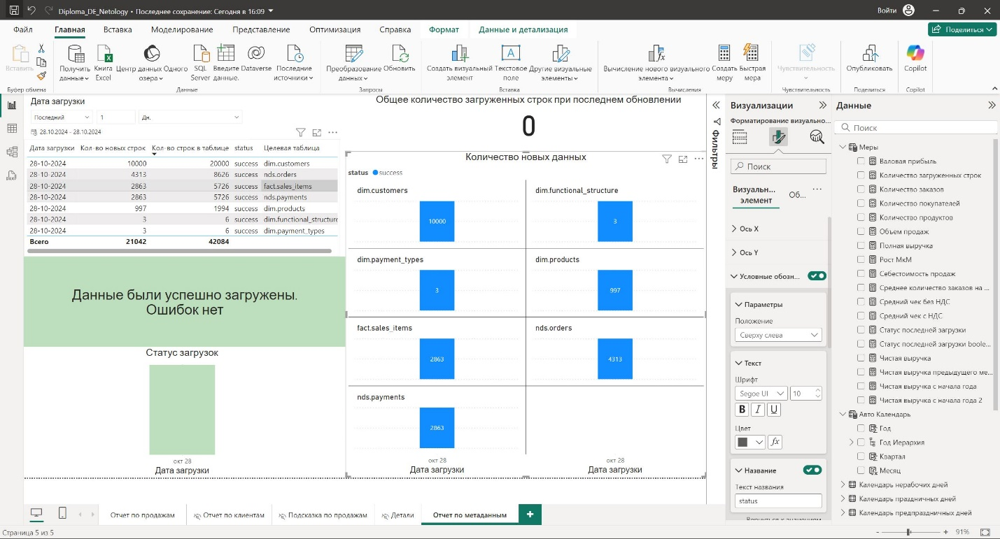 Diploma_DE_Netology • Последнее сохранение: Сегодня в 16:09
Войти
Файл Главная Вставка Моделирование Представление Оптимизация Справка Формат Данные и детализация
Поделиться
Вставить
Получить данные
Книга Excel
Центр данных Одного озера
SQL Server
Введите данные.
Dataverse
Последние источники
Преобразование данных
Обновить
Создать визуальный элемент
Текстовое поле
Другие визуальные элементы
Вычисление нового визуального элемента
Создать меру
Быстрая мера
Чувствительность
Опубликовать
Copilot
Буфер обмена Данные Запросы Вставка Вычисления Чувствительность Поделиться Copilot
Дата загрузки
Последний 1 Дн.
28.10.2024 - 28.10.2024
Дата загрузки Кол-во новых строк Кол-во строк в таблице status Целевая таблица
28-10-2024 10000 20000 success dim.customers
28-10-2024 4313 8626 success nds.orders
28-10-2024 2863 5726 success fact.sales_items
28-10-2024 2863 5726 success nds.payments
28-10-2024 997 1994 success dim.products
28-10-2024 3 6 success dim.functional_structure
28-10-2024 3 6 success dim.payment_types
Всего 21042 42084
Данные были успешно загружены.
Ошибок нет
Статус загрузок
окт 28
Дата загрузки
Общее количество загруженных строк при последнем обновлении
0
Количество новых данных
status success
dim.customers dim.functional_structure
10000 3
dim.payment_types dim.products
3 997
fact.sales_items nds.orders
2863 4313
nds.payments
2863
окт 28 окт 28
Дата загрузки Дата загрузки
Фильтры
Визуализации
Форматирование визуально...
Поиск
Визуальн... элемент
Об...
Ось X
Ось Y
Условные обозн...
Параметры
Положение
Сверху слева
Текст
Шрифт
Segoe UI 10
B I U
Цвет
fx
Название
Текст названия
status
Данные
Поиск
Меры
Валовая прибыль
Количество загруженных строк
Количество заказов
Количество покупателей
Количество продуктов
Объем продаж
Полная выручка
Рост МкМ
Себестоимость продаж
Среднее количество заказов на ...
Средний чек без НДС
Средний чек с НДС
Статус последней загрузки
Статус последней загрузки boole...
Чистая выручка
Чистая выручка предыдущего ме...
Чистая выручка с начала года
Чистая выручка с начала года 2
Авто Календарь
Год
Год Иерархия
Квартал
Месяц
Календарь нерабочих дней
Календарь праздничных дней
Календарь предпраздничных дней
Отчет по продажам Отчет по клиентам Подсказка по продажам Детали Отчет по метаданным +
Страница 5 из 5
- + 91%